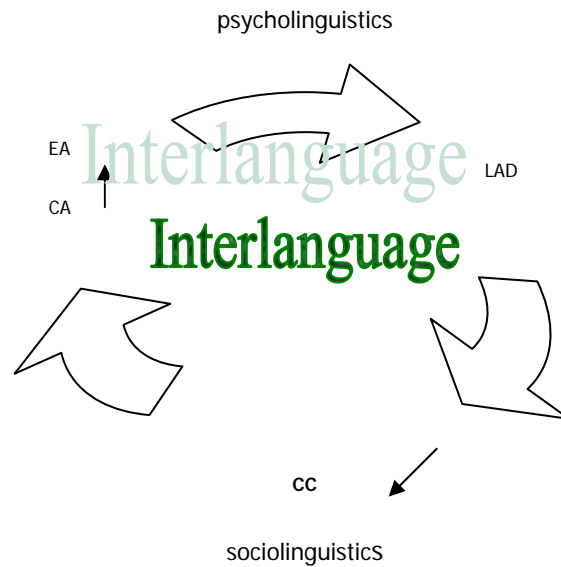 psycholinguistics
EA
Interlanguage
LAD
CA
Interlanguage
cc
sociolinguistics